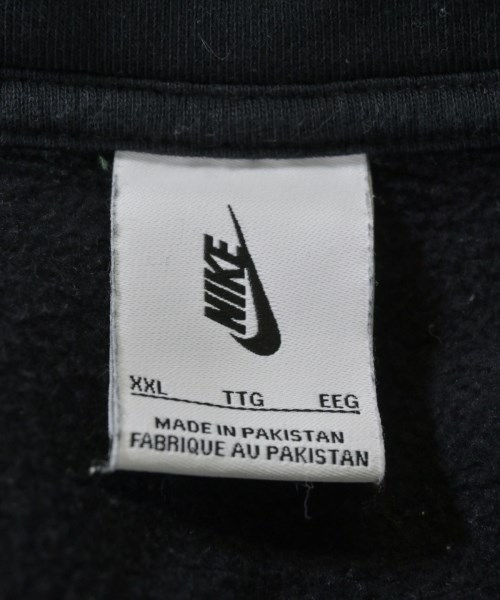 NIKE
XXL TTG EEG
MADE IN PAKISTAN
FABRIQUE AU PAKISTAN